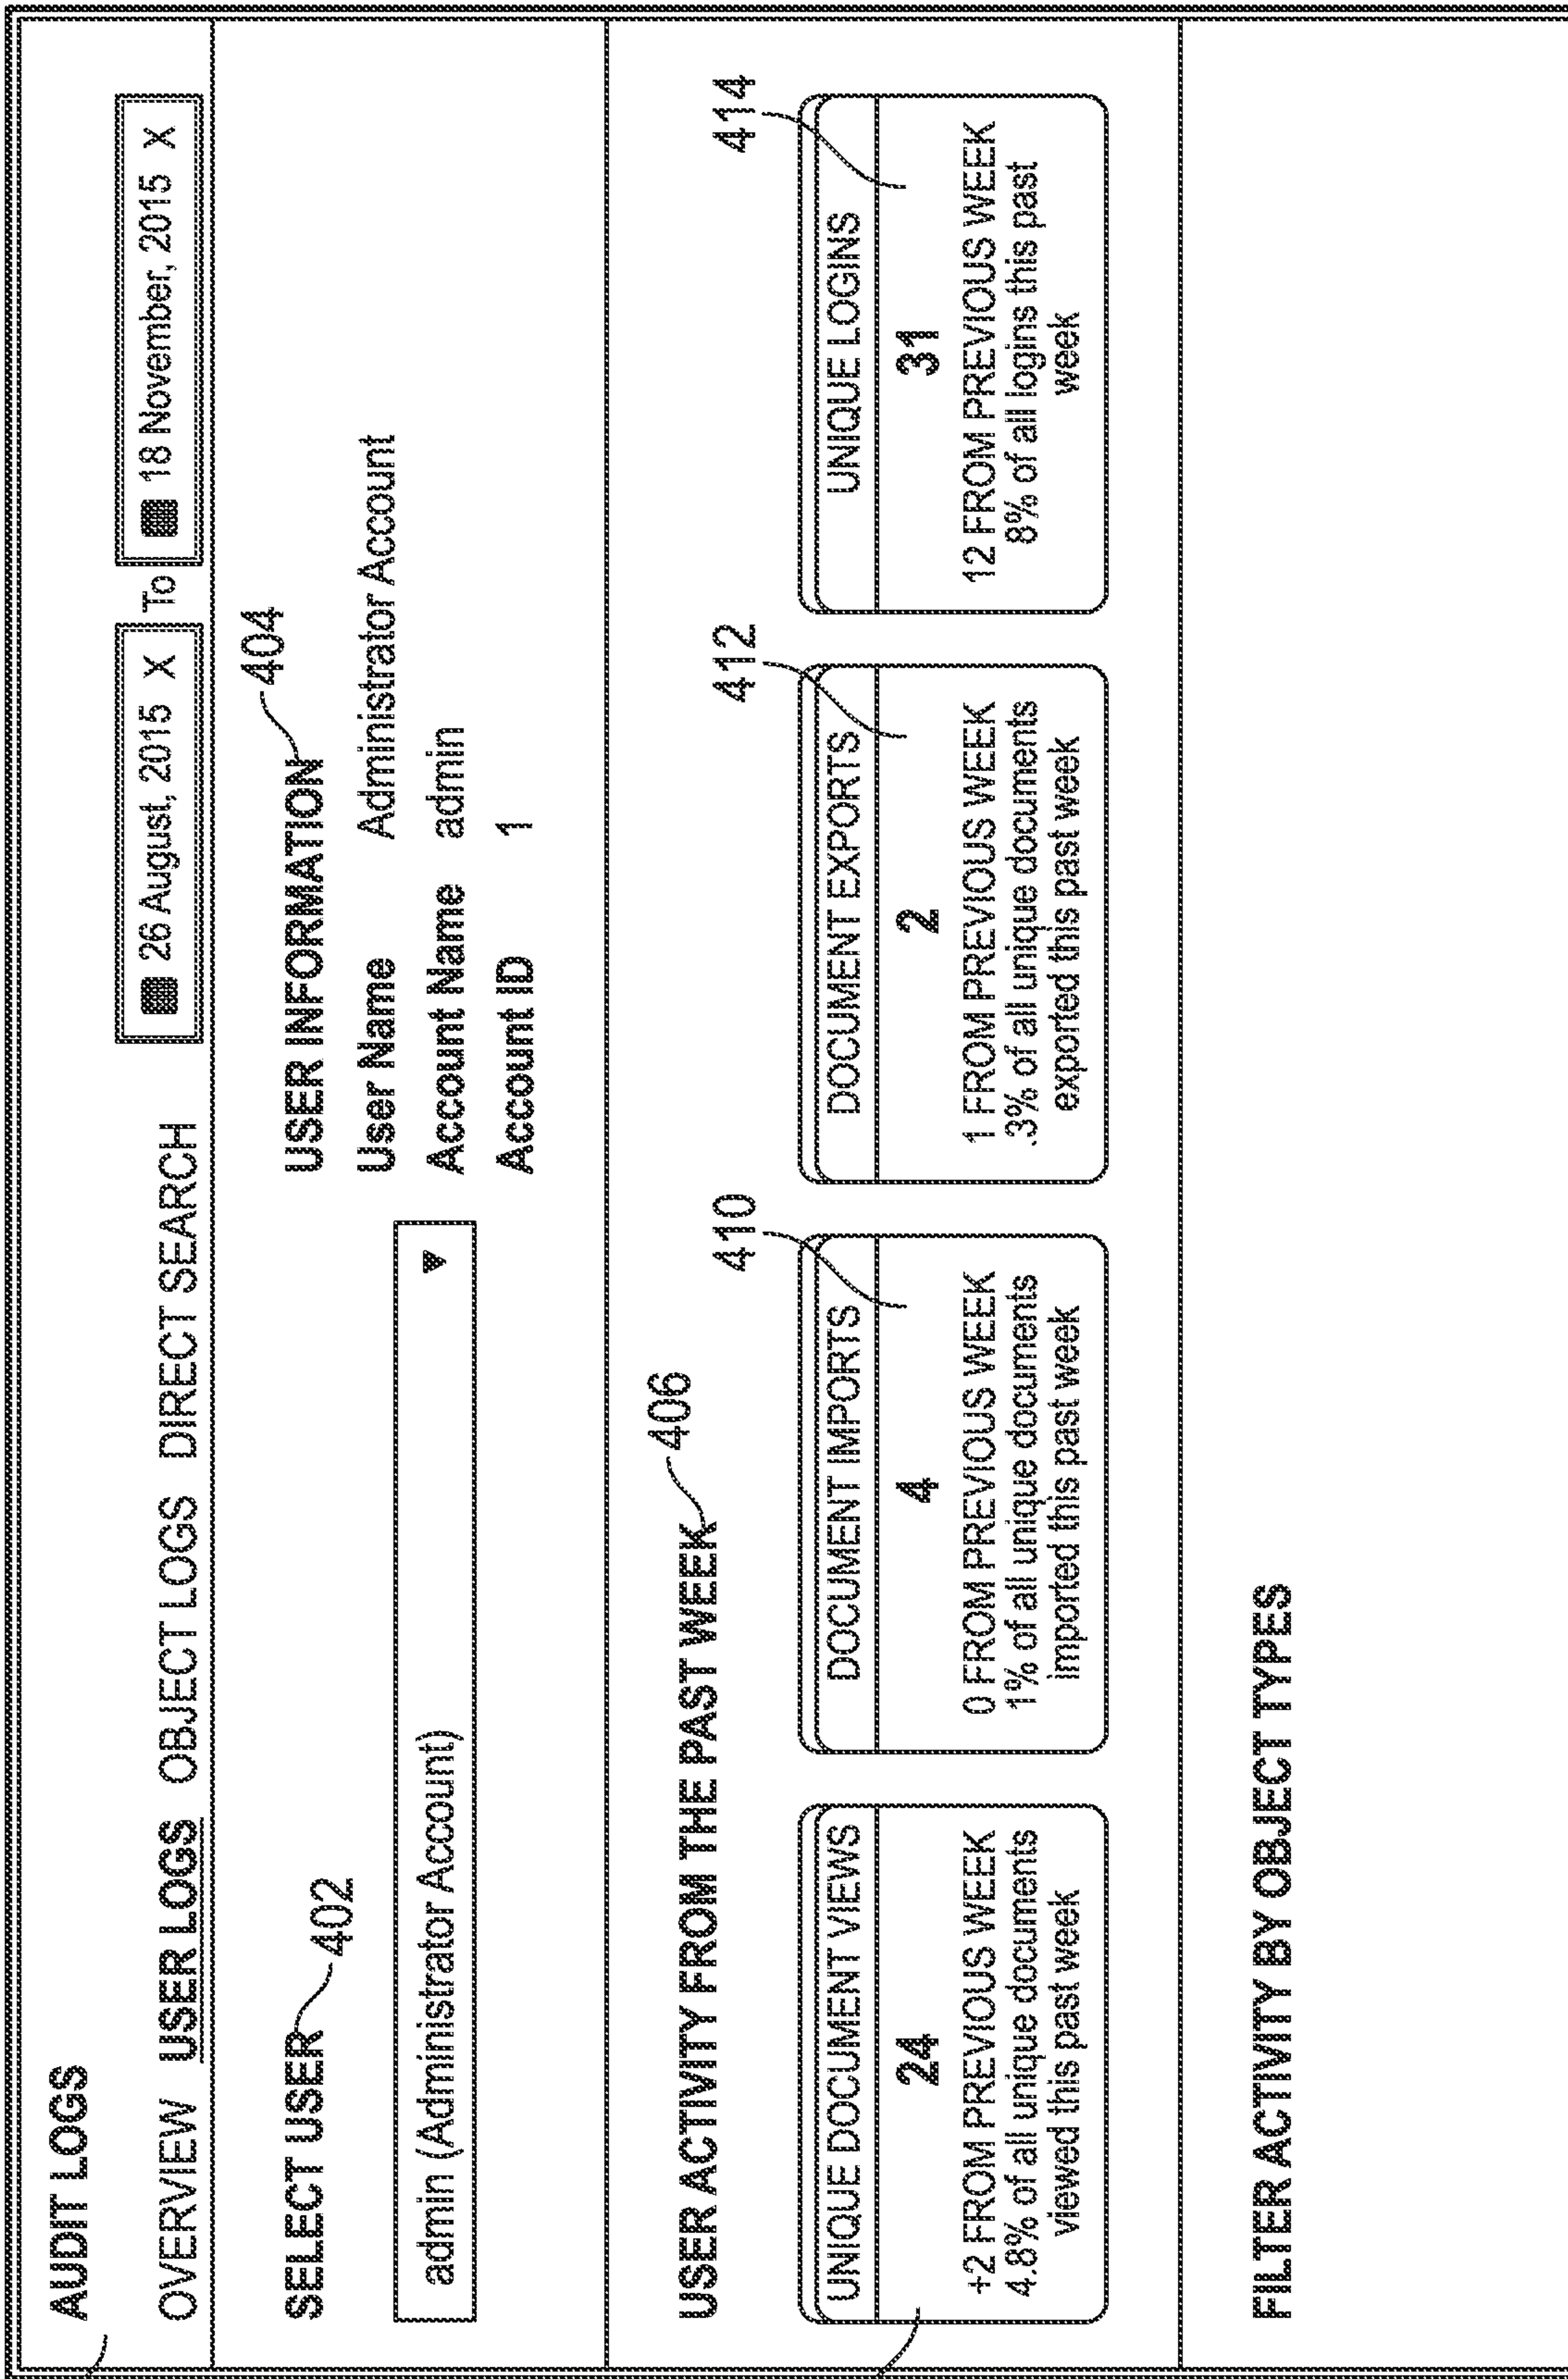 AUDIT LOGS
OVERVIEW USER LOGS OBJECT LOGS DIRECT SEARCH
26 August, 2015 X To 18 November, 2015 X
SELECT USER 402
admin (Administrator Account)
USER INFORMATION 404
User Name Administrator Account
Account Name admin
Account ID 1
USER ACTIVITY FROM THE PAST WEEK 406
UNIQUE DOCUMENT VIEWS
24
+2 FROM PREVIOUS WEEK
4.8% of all unique documents
viewed this past week
410
DOCUMENT IMPORTS
4
0 FROM PREVIOUS WEEK
1% of all unique documents
imported this past week
412
DOCUMENT EXPORTS
2
1 FROM PREVIOUS WEEK
.3% of all unique documents
exported this past week
414
UNIQUE LOGINS
31
12 FROM PREVIOUS WEEK
8% of all logins this past
week
FILTER ACTIVITY BY OBJECT TYPES